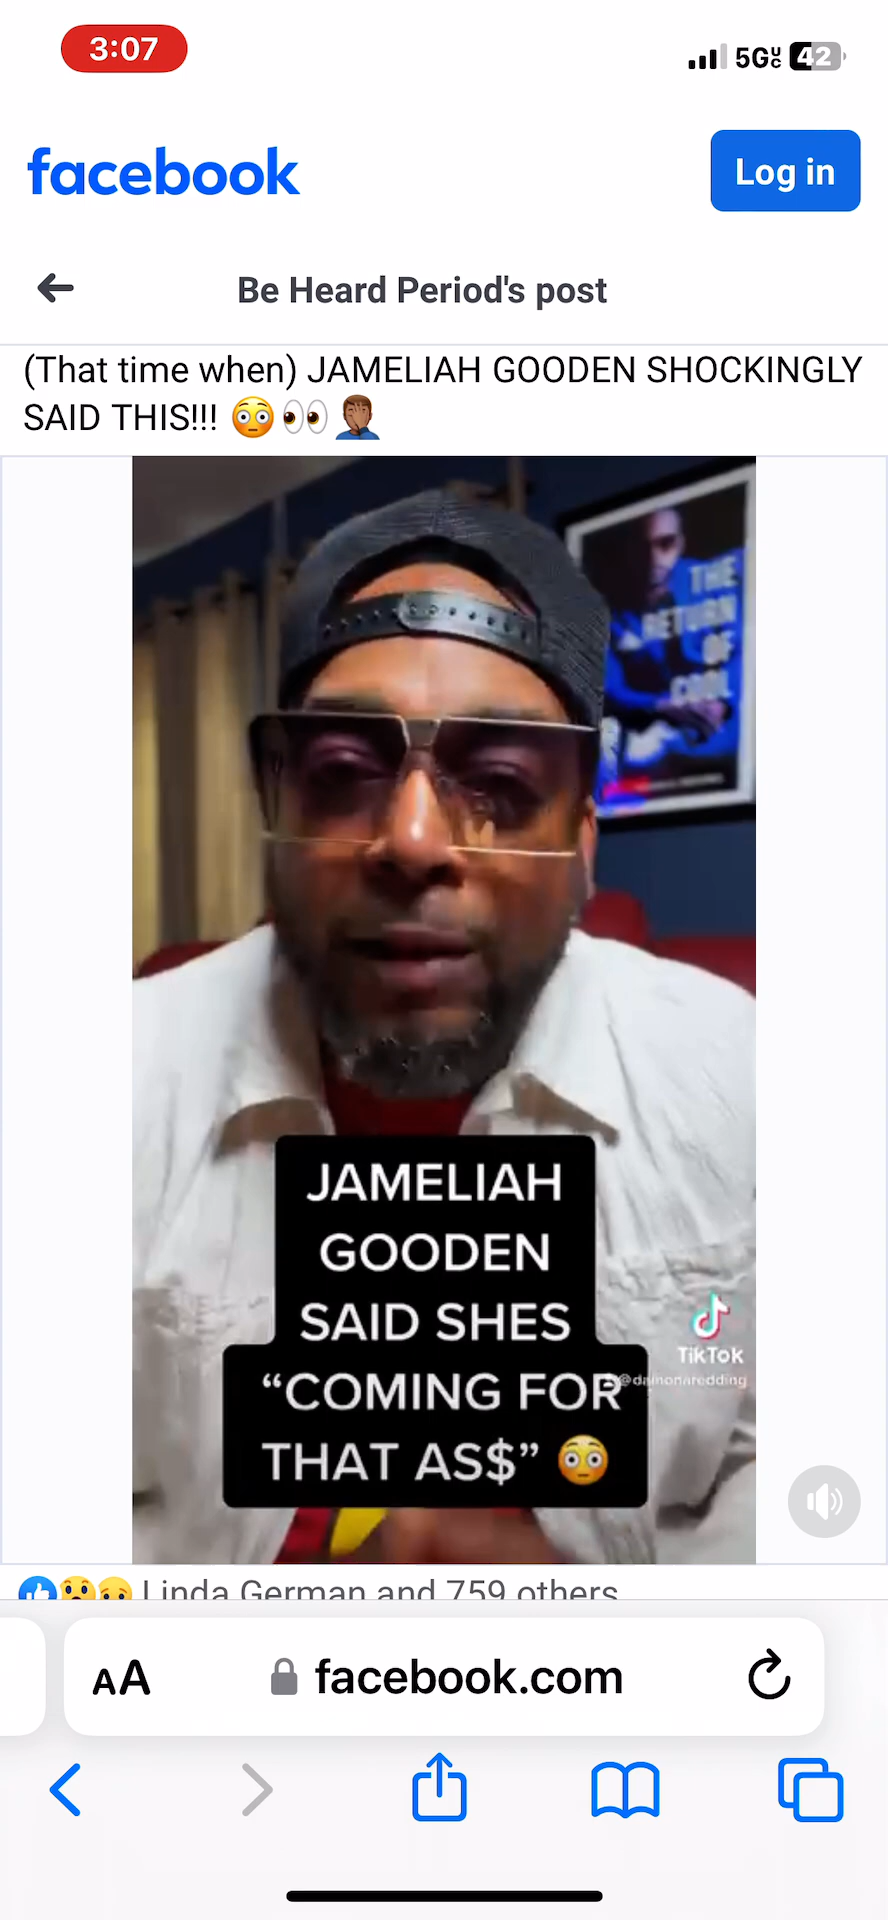 3:07
5GUC 42
facebook
Log in
Be Heard Period's post
(That time when) JAMELIAH GOODEN SHOCKINGLY
SAID THIS!!! 😳👀🤦🏾‍♂️
THE
RETURN
OF
COOL
JAMELIAH
GOODEN
SAID SHES
“COMING FOR
THAT AS$” 😳
TikTok
@damonaredding
Linda German and 759 others
AA facebook.com